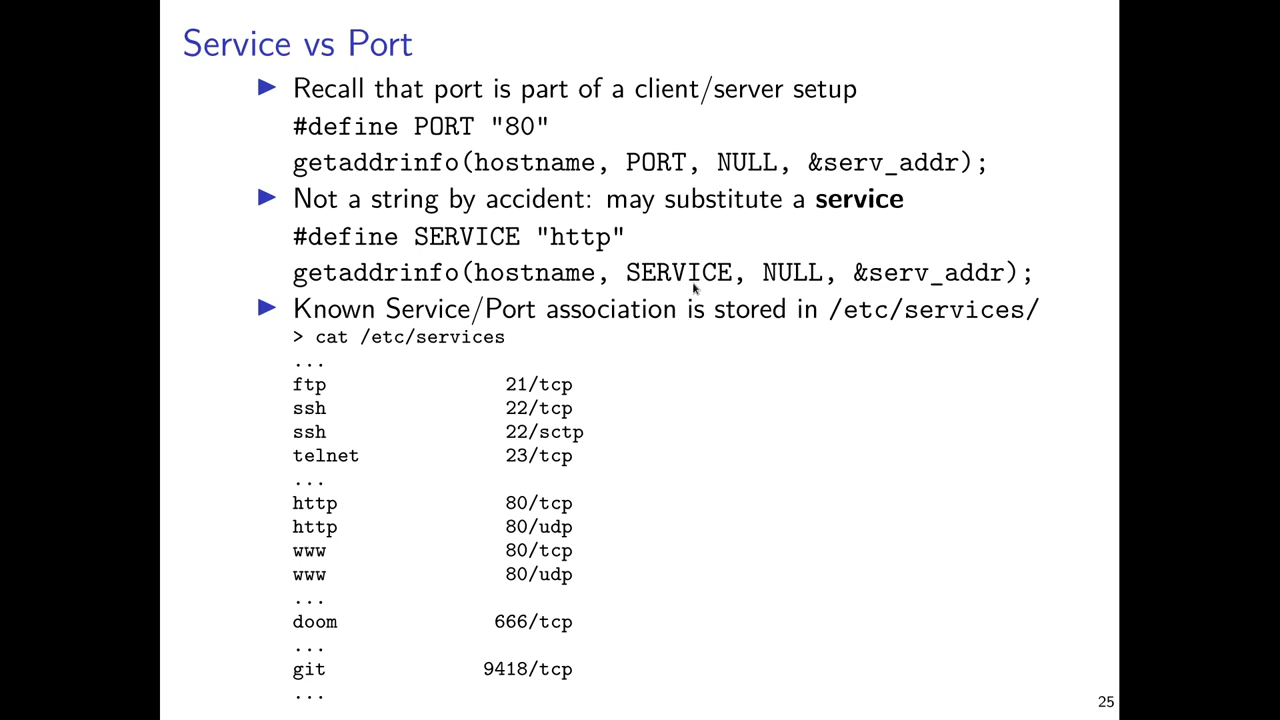 Service vs Port
Recall that port is part of a client/server setup
#define PORT "80"
getaddrinfo(hostname, PORT, NULL, &serv_addr);
Not a string by accident: may substitute a service
#define SERVICE "http"
getaddrinfo(hostname, SERVICE, NULL, &serv_addr);
Known Service/Port association is stored in /etc/services/
> cat /etc/services
...
ftp 21/tcp
ssh 22/tcp
ssh 22/sctp
telnet 23/tcp
...
http 80/tcp
http 80/udp
www 80/tcp
www 80/udp
...
doom 666/tcp
...
git 9418/tcp
...
25